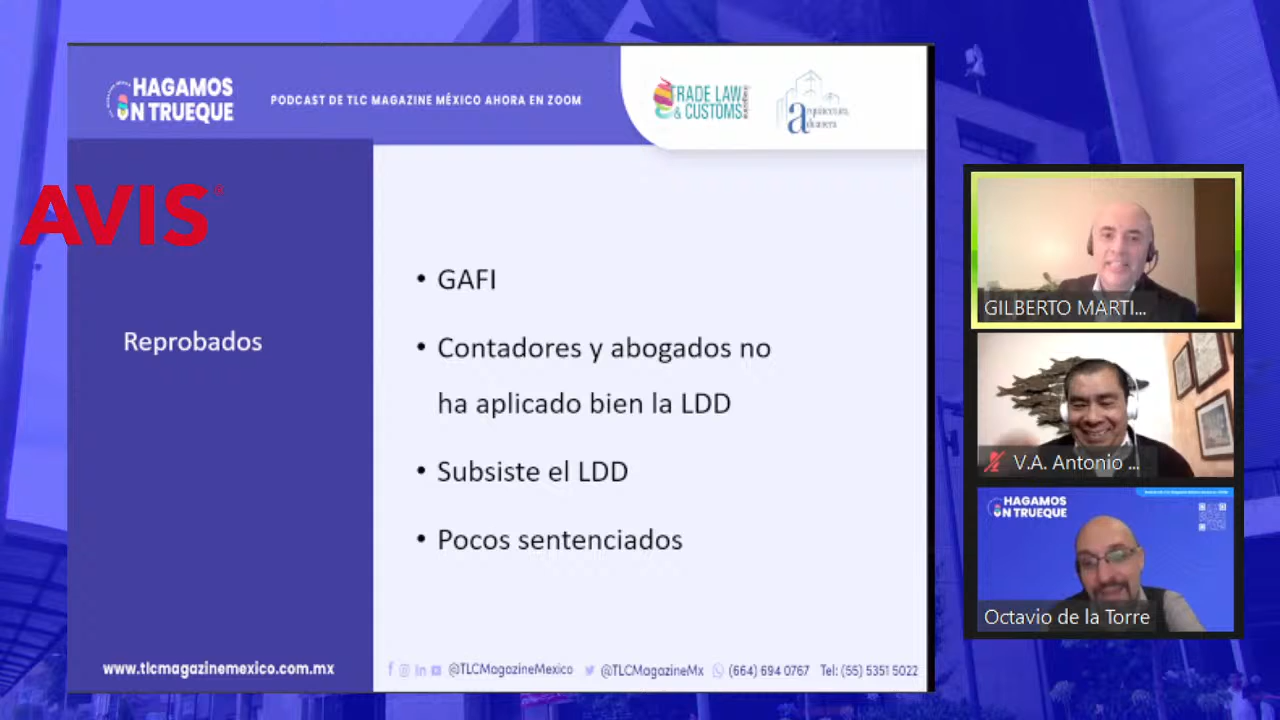 HAGAMOS
UN TRUEQUE
PODCAST DE TLC MAGAZINE MÉXICO AHORA EN ZOOM
TRADE LAW
& CUSTOMS
arquitectura
aduanera
AVIS®
Reprobados
• GAFI
• Contadores y abogados no
ha aplicado bien la LDD
• Subsiste el LDD
• Pocos sentenciados
www.tlcmagazinemexico.com.mx
@TLCMagazineMexico @TLCMagazineMx (664) 694 0767 Tel: (55) 5351 5022
GILBERTO MARTI...
V.A. Antonio ...
HAGAMOS
UN TRUEQUE
Octavio de la Torre